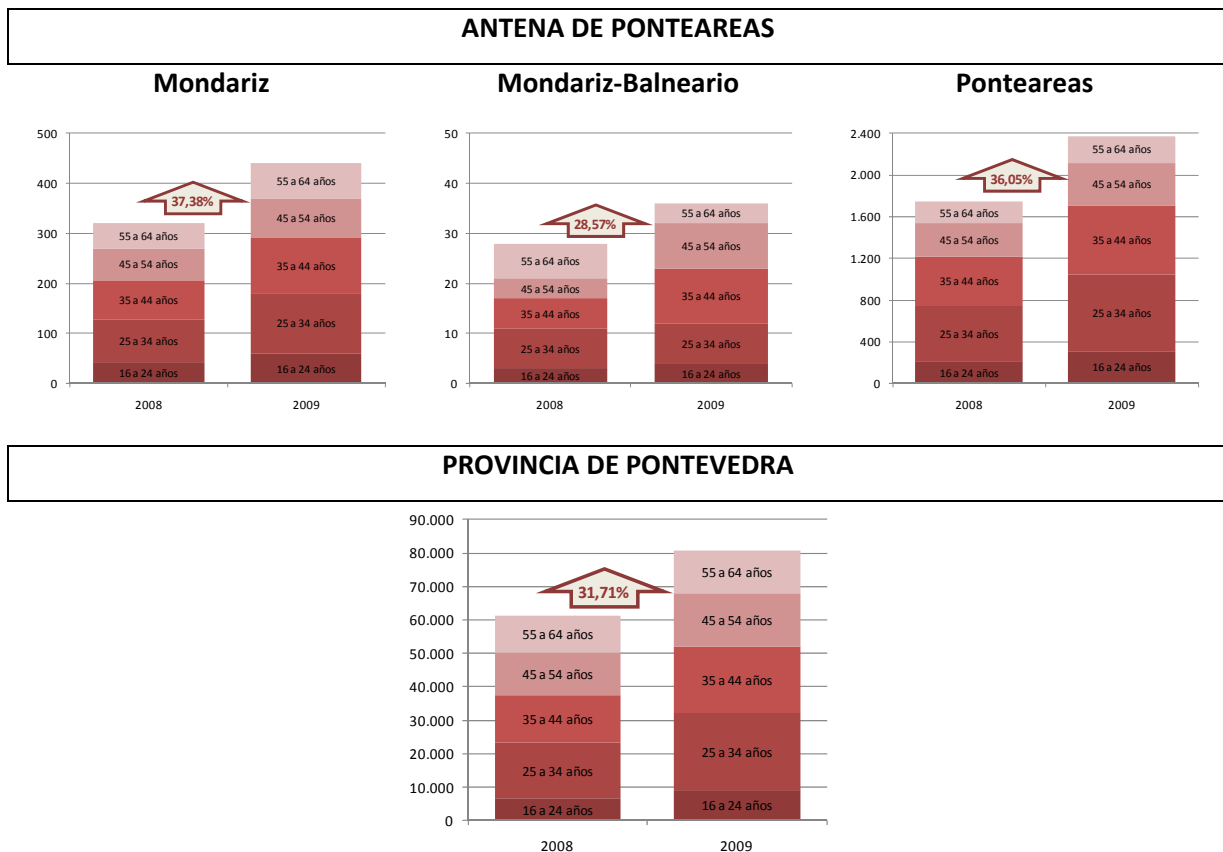 ANTENA DE PONTEAREAS
Mondariz
Mondariz-Balneario
Ponteareas
500
400
300
200
100
0
55 a 64 años
45 a 54 años
35 a 44 años
25 a 34 años
16 a 24 años
37,38%
55 a 64 años
45 a 54 años
35 a 44 años
25 a 34 años
16 a 24 años
2008
2009
50
40
30
20
10
0
55 a 64 años
45 a 54 años
35 a 44 años
25 a 34 años
16 a 24 años
28,57%
55 a 64 años
45 a 54 años
35 a 44 años
25 a 34 años
16 a 24 años
2008
2009
2.400
2.000
1.600
1.200
800
400
0
55 a 64 años
45 a 54 años
35 a 44 años
25 a 34 años
16 a 24 años
36,05%
55 a 64 años
45 a 54 años
35 a 44 años
25 a 34 años
16 a 24 años
2008
2009
PROVINCIA DE PONTEVEDRA
90.000
80.000
70.000
60.000
50.000
40.000
30.000
20.000
10.000
0
55 a 64 años
45 a 54 años
35 a 44 años
25 a 34 años
16 a 24 años
31,71%
55 a 64 años
45 a 54 años
35 a 44 años
25 a 34 años
16 a 24 años
2008
2009